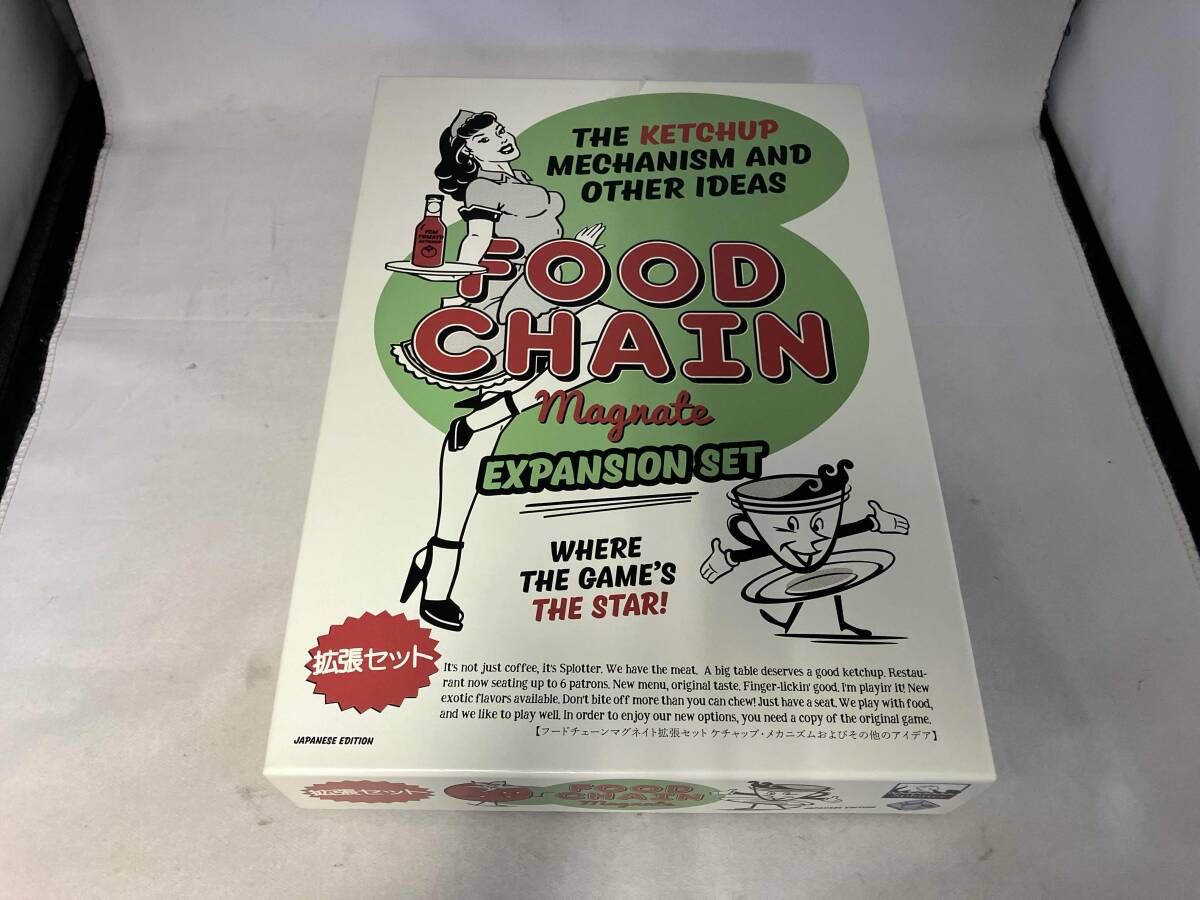 THE KETCHUP
MECHANISM AND
OTHER IDEAS
TOMATO
FOOD
CHAIN
Magnate
EXPANSION SET
WHERE
THE GAME'S
THE STAR!
拡張セット
It's not just coffee, it's Splotter. We have the meat. A big table deserves a good ketchup. Restau-
rant now seating up to 6 patrons. New menu, original taste. Finger-lickin' good. I'm playin' it! New
exotic flavors available. Don't bite off more than you can chew! Just have a seat. We play with food,
and we like to play well. In order to enjoy our new options, you need a copy of the original game.
【フードチェーンマグネイト拡張セット ケチャップ・メカニズムおよびその他のアイデア】
JAPANESE EDITION
拡張セット
FOOD
CHAIN
Magnate
JAPANESE EDITION